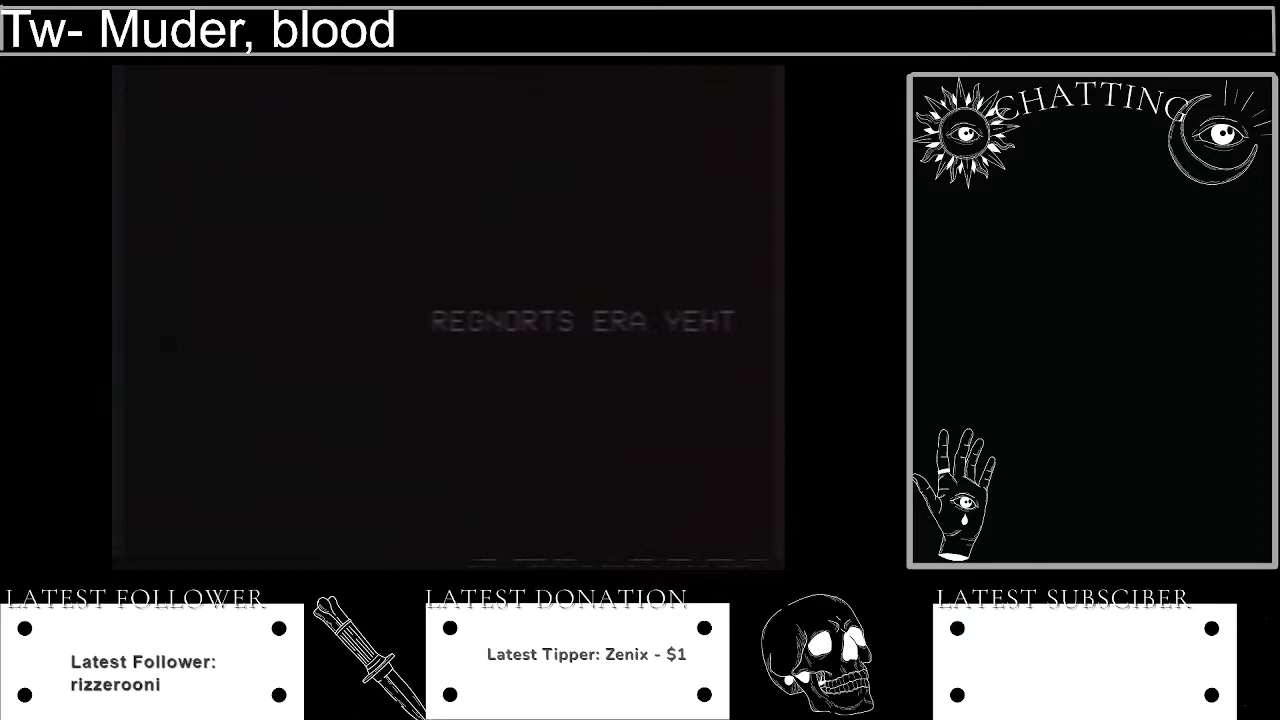 Tw- Muder, blood
CHATTING
REGNORTS ERA YEHT
LATEST FOLLOWER
LATEST DONATION
LATEST SUBSCIBER
Latest Follower:
rizzerooni
Latest Tipper: Zenix - $1